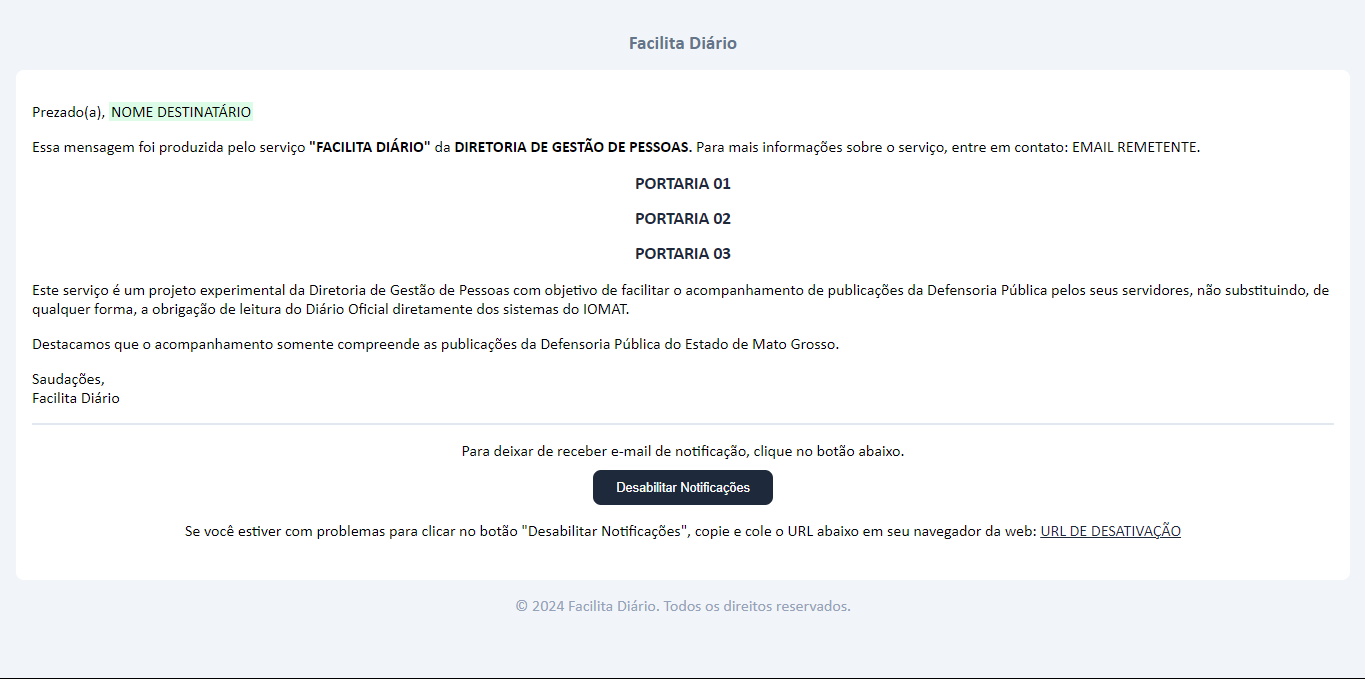 Facilita Diário
Prezado(a), NOME DESTINATÁRIO
Essa mensagem foi produzida pelo serviço "FACILITA DIÁRIO" da DIRETORIA DE GESTÃO DE PESSOAS. Para mais informações sobre o serviço, entre em contato: EMAIL REMETENTE.
PORTARIA 01
PORTARIA 02
PORTARIA 03
Este serviço é um projeto experimental da Diretoria de Gestão de Pessoas com objetivo de facilitar o acompanhamento de publicações da Defensoria Pública pelos seus servidores, não substituindo, de
qualquer forma, a obrigação de leitura do Diário Oficial diretamente dos sistemas do IOMAT.
Destacamos que o acompanhamento somente compreende as publicações da Defensoria Pública do Estado de Mato Grosso.
Saudações,
Facilita Diário
Para deixar de receber e-mail de notificação, clique no botão abaixo.
Desabilitar Notificações
Se você estiver com problemas para clicar no botão "Desabilitar Notificações", copie e cole o URL abaixo em seu navegador da web: URL DE DESATIVAÇÃO
© 2024 Facilita Diário. Todos os direitos reservados.